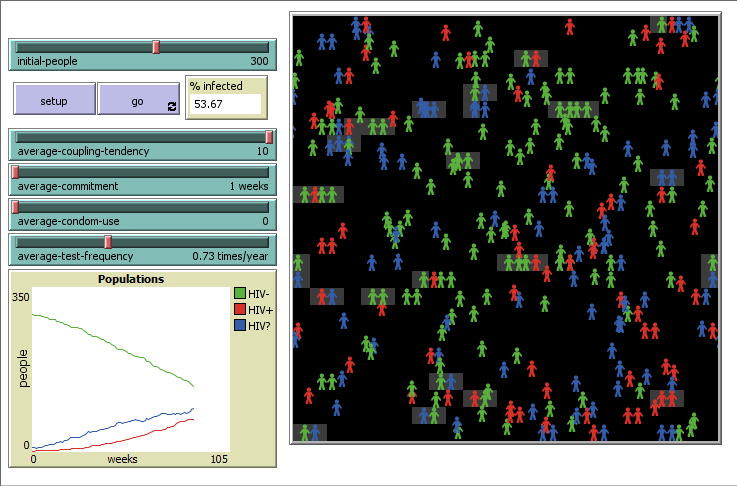 initial-people 300
setup
go
% infected
53.67
average-coupling-tendency 10
average-commitment 1 weeks
average-condom-use 0
average-test-frequency 0.73 times/year
Populations
350
people
0
0 weeks 105
HIV-
HIV+
HIV?